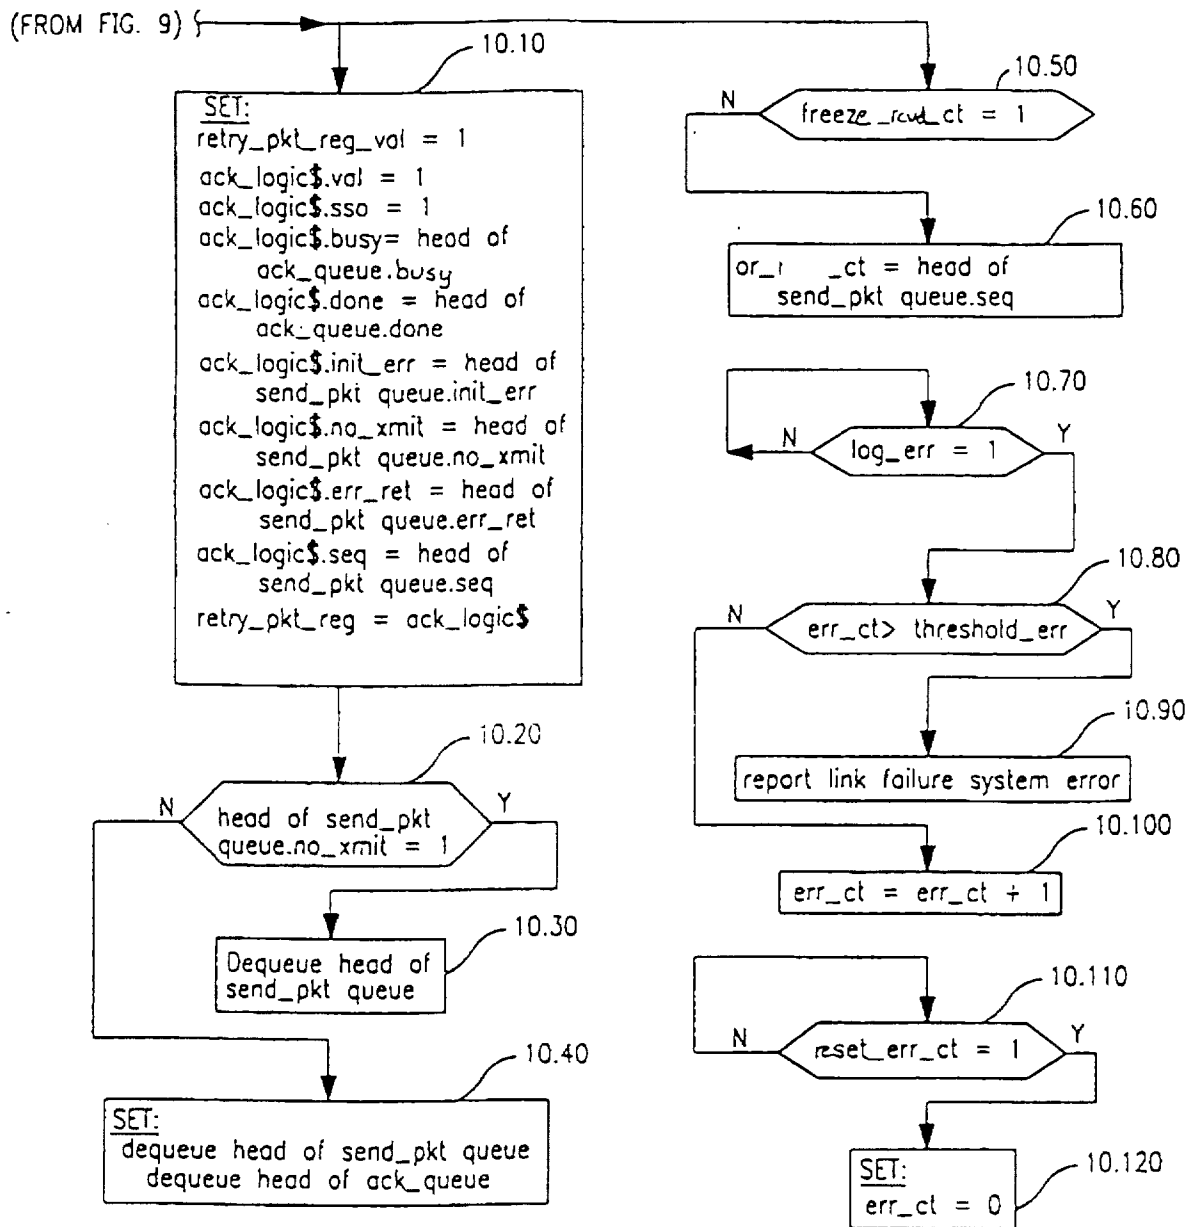 (FROM FIG. 9)
10.10
SET:
retry_pkt_reg_val = 1
ack_logic$.val = 1
ack_logic$.sso = 1
ack_logic$.busy= head of
ack_queue.busy
ack_logic$.done = head of
ack_queue.done
ack_logic$.init_err = head of
send_pkt queue.init_err
ack_logic$.no_xmit = head of
send_pkt queue.no_xmit
ack_logic$.err_ret = head of
send_pkt queue.err_ret
ack_logic$.seq = head of
send_pkt queue.seq
retry_pkt_reg = ack_logic$
10.20
N
Y
head of send_pkt
queue.no_xmit = 1
10.30
Dequeue head of
send_pkt queue
10.40
SET:
dequeue head of send_pkt queue
dequeue head of ack_queue
10.50
N
freeze_rcvd_ct = 1
10.60
_ct = head of
send_pkt queue.seq
10.70
N
Y
log_err = 1
10.80
N
Y
err_ct> threshold_err
10.90
report link failure system error
10.100
err_ct = err_ct + 1
10.110
N
Y
reset_err_ct = 1
10.120
SET:
err_ct = 0